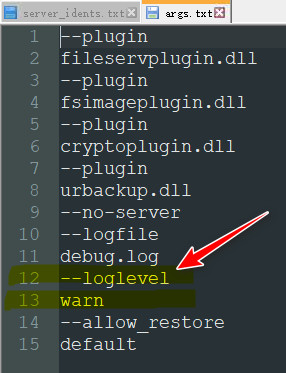 server_idents.txt
args.txt
1 --plugin
2 fileservplugin.dll
3 --plugin
4 fsimageplugin.dll
5 --plugin
6 cryptoplugin.dll
7 --plugin
8 urbackup.dll
9 --no-server
10 --logfile
11 debug.log
12 --loglevel
13 warn
14 --allow_restore
15 default